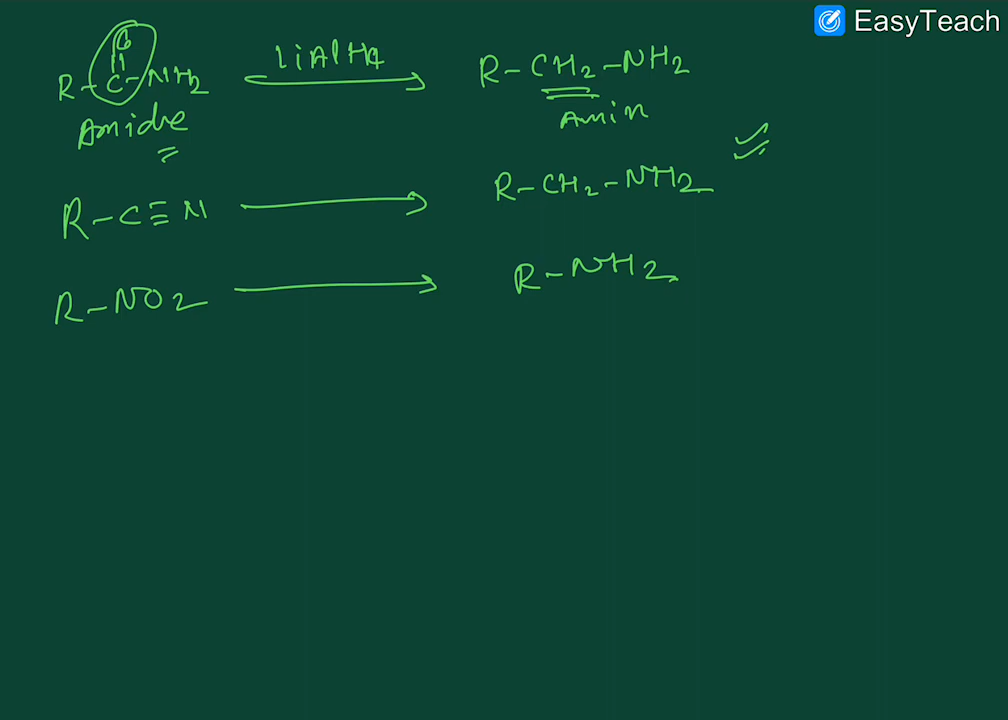 EasyTeach
O
||
R-C-NH2 LiAlH4 → R-CH2-NH2
Amide Amin
R-C≡N → R-CH2-NH2
R-NO2 → R-NH2